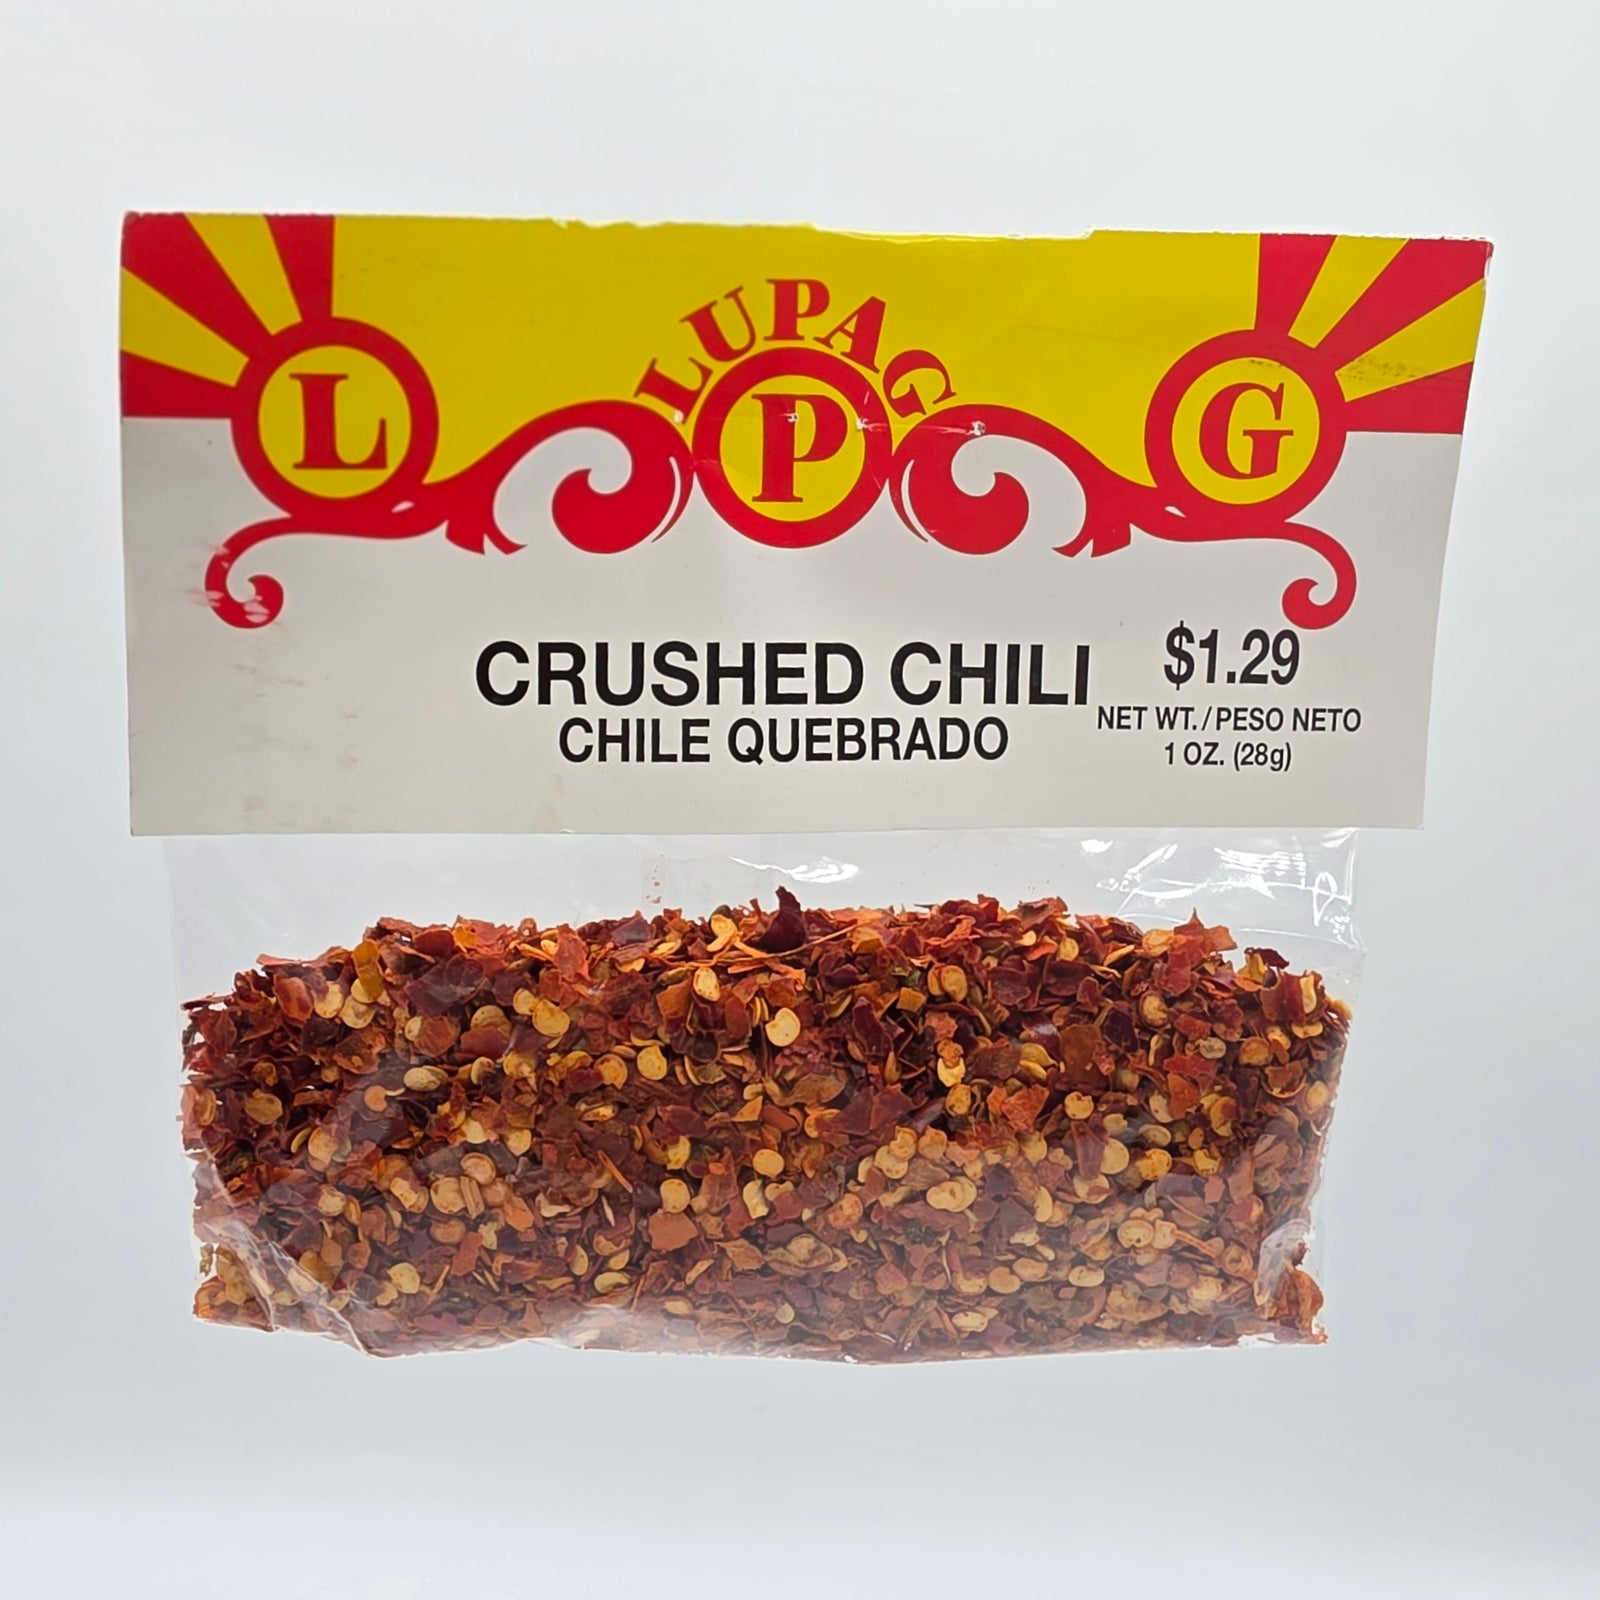 LUPAG
L P G
CRUSHED CHILI
CHILE QUEBRADO
$1.29
NET WT./PESO NETO
1 OZ. (28g)